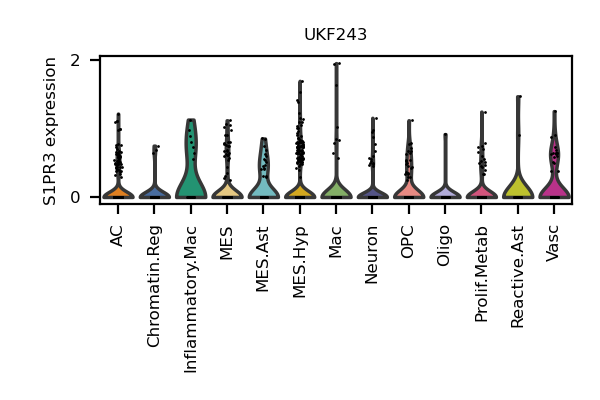 UKF243
S1PR3 expression
2
0
AC
Chromatin.Reg
Inflammatory.Mac
MES
MES.Ast
MES.Hyp
Mac
Neuron
OPC
Oligo
Prolif.Metab
Reactive.Ast
Vasc